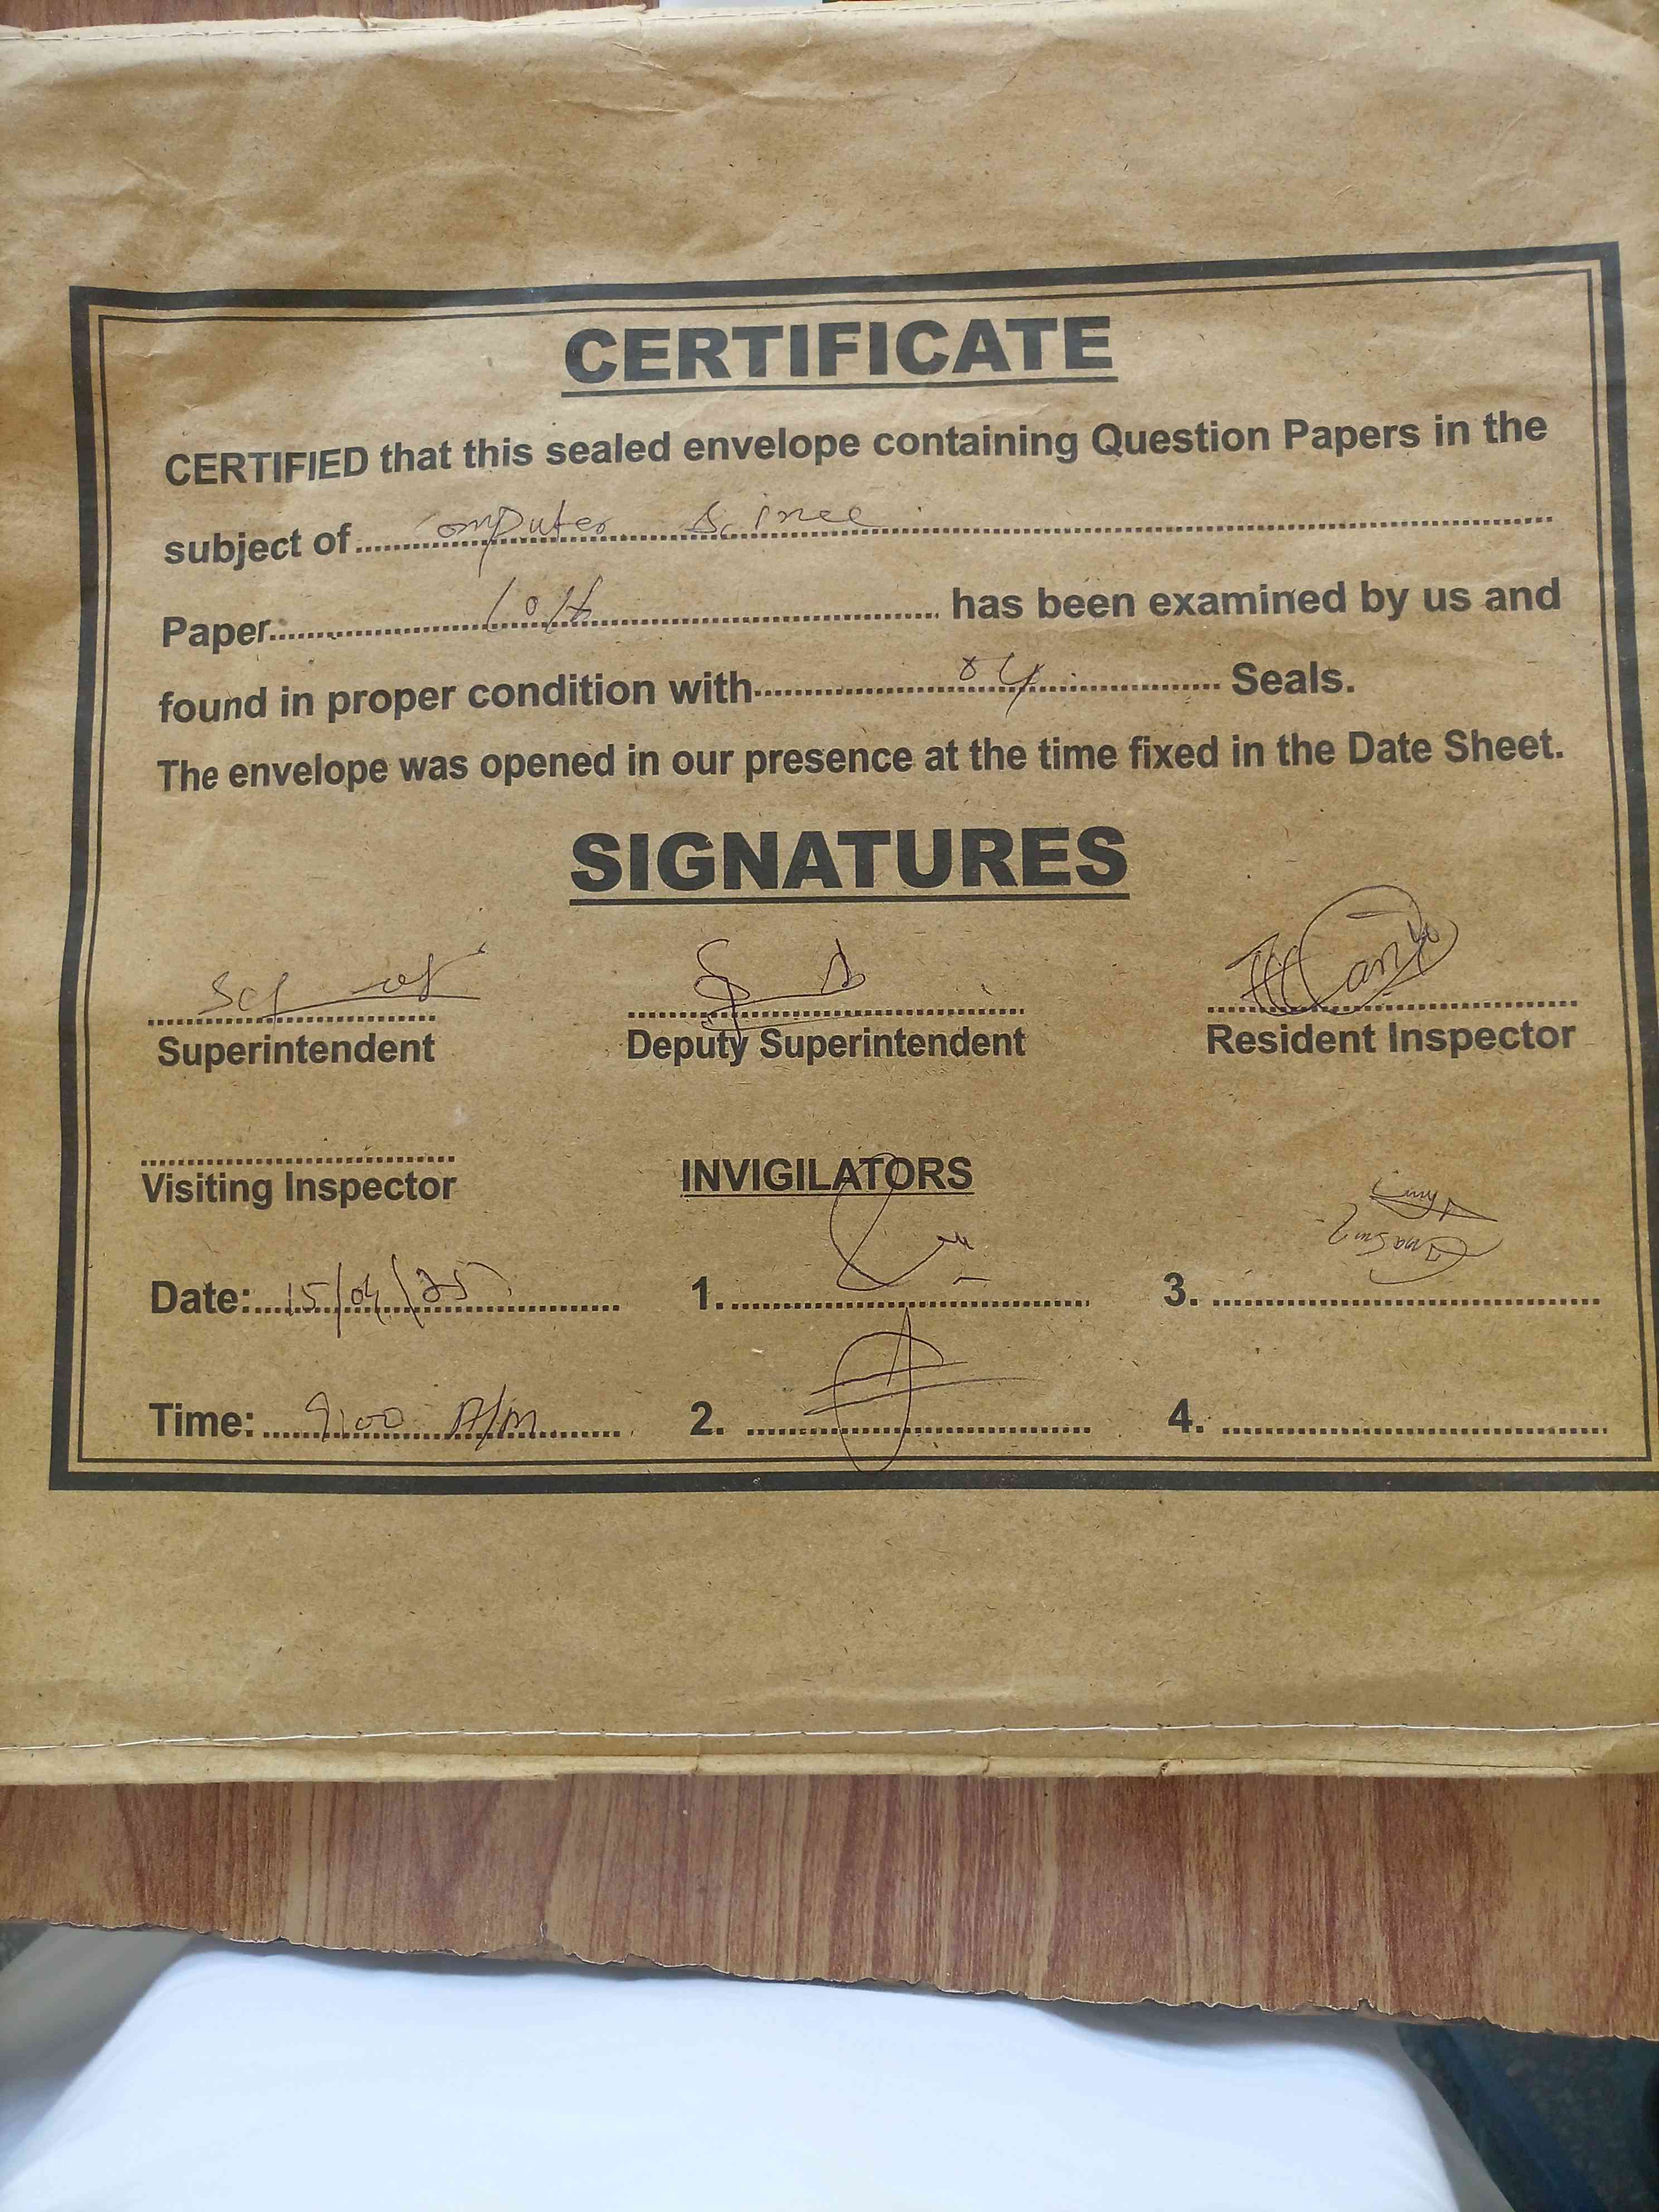 CERTIFICATE
CERTIFIED that this sealed envelope containing Question Papers in the
subject of Computer Scinece
Paper 10th has been examined by us and
found in proper condition with 04 Seals.
The envelope was opened in our presence at the time fixed in the Date Sheet.
SIGNATURES
Superintendent Deputy Superintendent Resident Inspector
Visiting Inspector INVIGILATORS
Date: 15/04/25 1. 3.
Time: 9:00 A/M 2. 4.